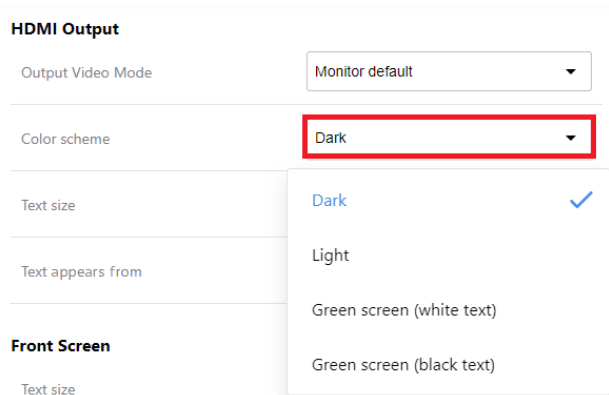 HDMI Output
Output Video Mode
Monitor default
Color scheme
Dark
Dark
Light
Green screen (white text)
Green screen (black text)
Text size
Text appears from
Front Screen
Text size